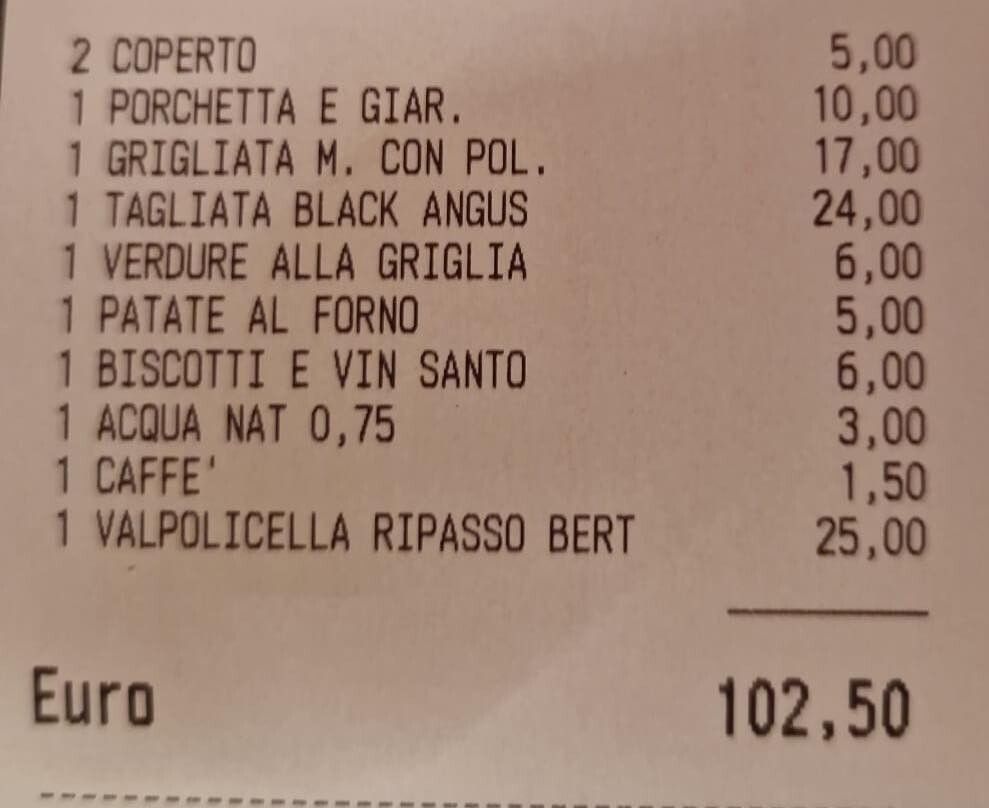 2 COPERTO 5,00
1 PORCHETTA E GIAR. 10,00
1 GRIGLIATA M. CON POL. 17,00
1 TAGLIATA BLACK ANGUS 24,00
1 VERDURE ALLA GRIGLIA 6,00
1 PATATE AL FORNO 5,00
1 BISCOTTI E VIN SANTO 6,00
1 ACQUA NAT 0,75 3,00
1 CAFFE' 1,50
1 VALPOLICELLA RIPASSO BERT 25,00
Euro 102,50